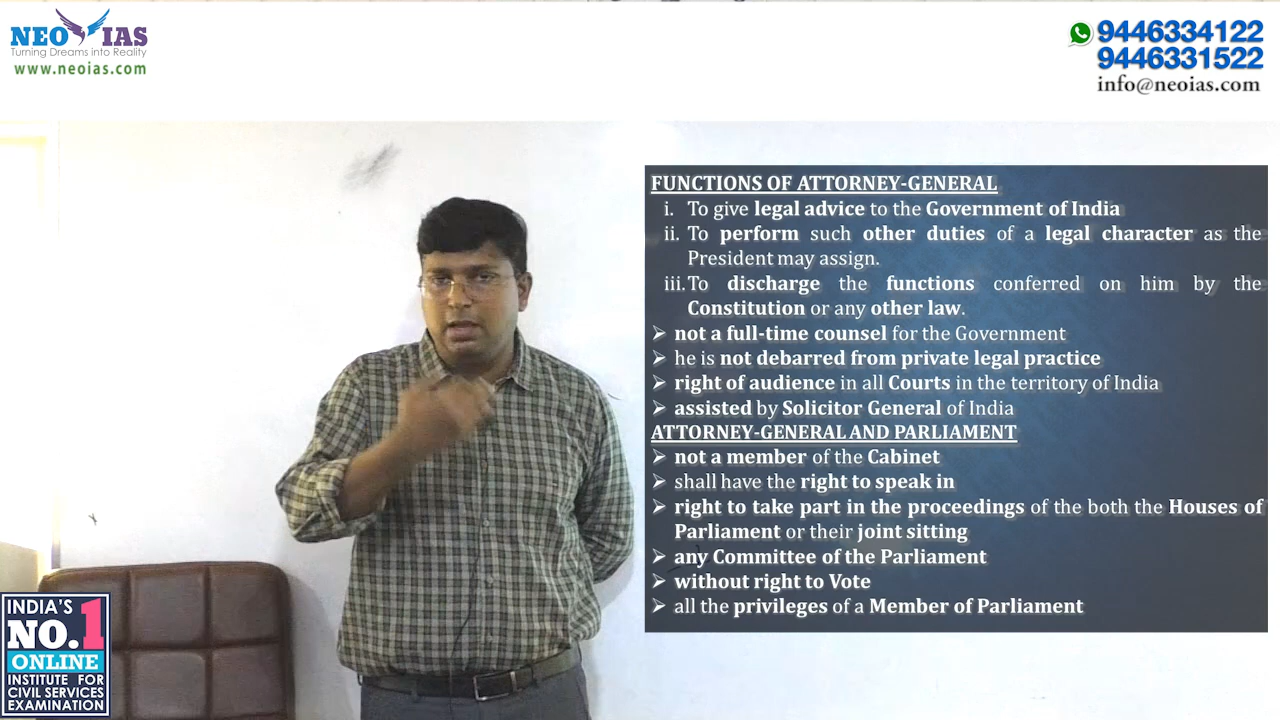 NEO IAS
Turning Dreams into Reality
www.neoias.com
9446334122
9446331522
info@neoias.com
FUNCTIONS OF ATTORNEY-GENERAL
i. To give legal advice to the Government of India
ii. To perform such other duties of a legal character as the
President may assign.
iii. To discharge the functions conferred on him by the
Constitution or any other law.
➢ not a full-time counsel for the Government
➢ he is not debarred from private legal practice
➢ right of audience in all Courts in the territory of India
➢ assisted by Solicitor General of India
ATTORNEY-GENERAL AND PARLIAMENT
➢ not a member of the Cabinet
➢ shall have the right to speak in
➢ right to take part in the proceedings of the both the Houses of
Parliament or their joint sitting
➢ any Committee of the Parliament
➢ without right to Vote
➢ all the privileges of a Member of Parliament
INDIA'S
NO.1
ONLINE
INSTITUTE FOR
CIVIL SERVICES
EXAMINATION